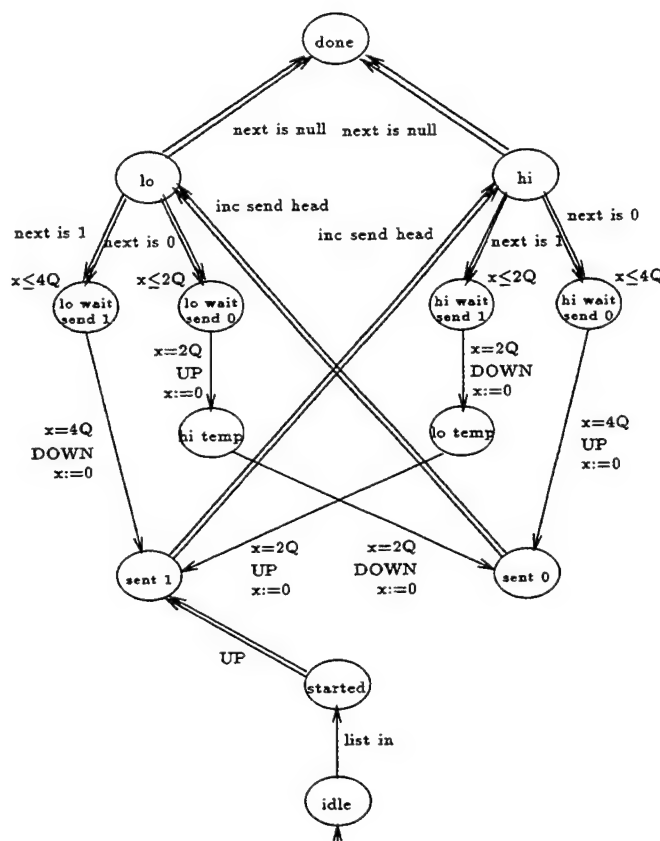 done
next is null next is null
lo
hi
inc send head
inc send head
next is 1
next is 0
next is 1
next is 0
x≤4Q
x≤2Q
x≤2Q
x≤4Q
lo wait
send 1
lo wait
send 0
hi wait
send 1
hi wait
send 0
x=2Q
UP
x:=0
x=2Q
DOWN
x:=0
hi temp
lo temp
x=4Q
DOWN
x:=0
x=4Q
UP
x:=0
x=2Q
UP
x:=0
x=2Q
DOWN
x:=0
sent 1
sent 0
UP
started
list in
idle